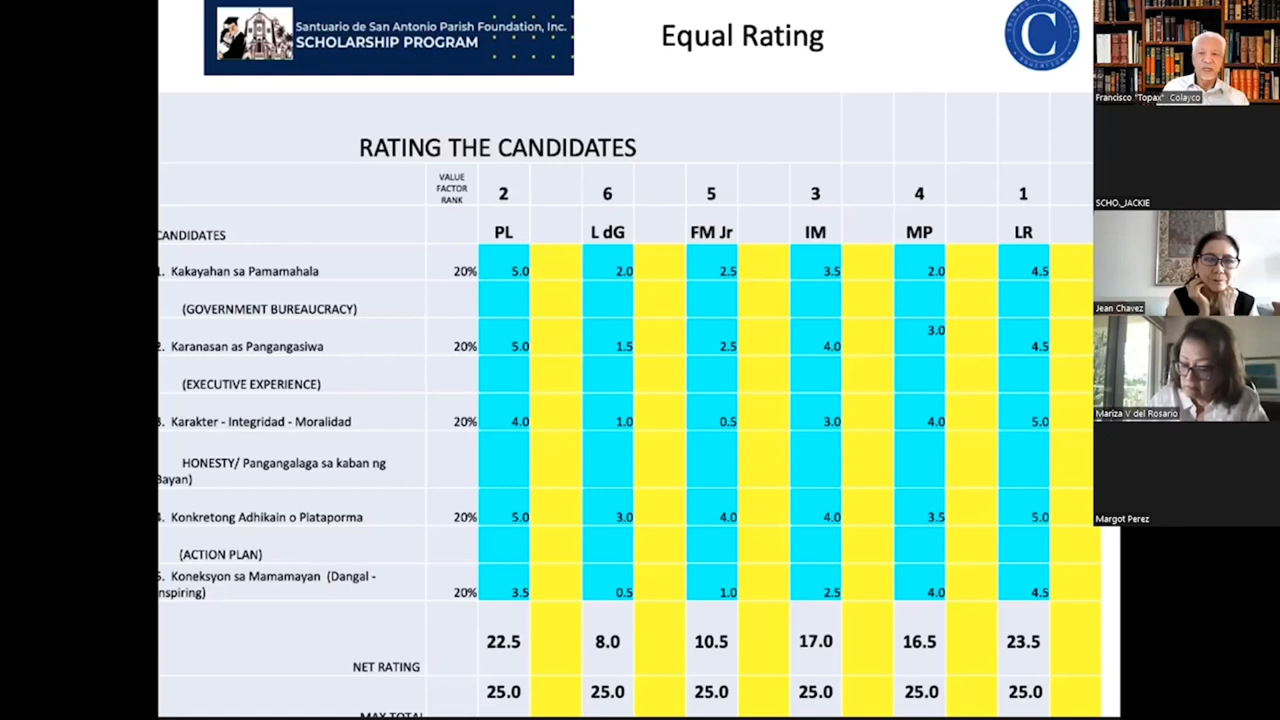 Santuario de San Antonio Parish Foundation, Inc.
SCHOLARSHIP PROGRAM
Equal Rating
C
RATING THE CANDIDATES
VALUE
FACTOR
RANK
2 6 5 3 4 1
CANDIDATES PL L dG FM Jr IM MP LR
1. Kakayahan sa Pamamahala 20% 5.0 2.0 2.5 3.5 2.0 4.5
(GOVERNMENT BUREAUCRACY)
2. Karanasan as Pangangasiwa 20% 5.0 1.5 2.5 4.0 3.0 4.5
(EXECUTIVE EXPERIENCE)
3. Karakter - Integridad - Moralidad 20% 4.0 1.0 0.5 3.0 4.0 5.0
HONESTY/ Pangangalaga sa kaban ng
Bayan)
4. Konkretong Adhikain o Plataporma 20% 5.0 3.0 4.0 4.0 3.5 5.0
(ACTION PLAN)
5. Koneksyon sa Mamamayan (Dangal -
nspiring) 20% 3.5 0.5 1.0 2.5 4.0 4.5
NET RATING 22.5 8.0 10.5 17.0 16.5 23.5
MAX TOTAL 25.0 25.0 25.0 25.0 25.0 25.0
Francisco "Topax" Colayco
SCHO._JACKIE
Jean Chavez
Mariza V del Rosario
Margot Perez